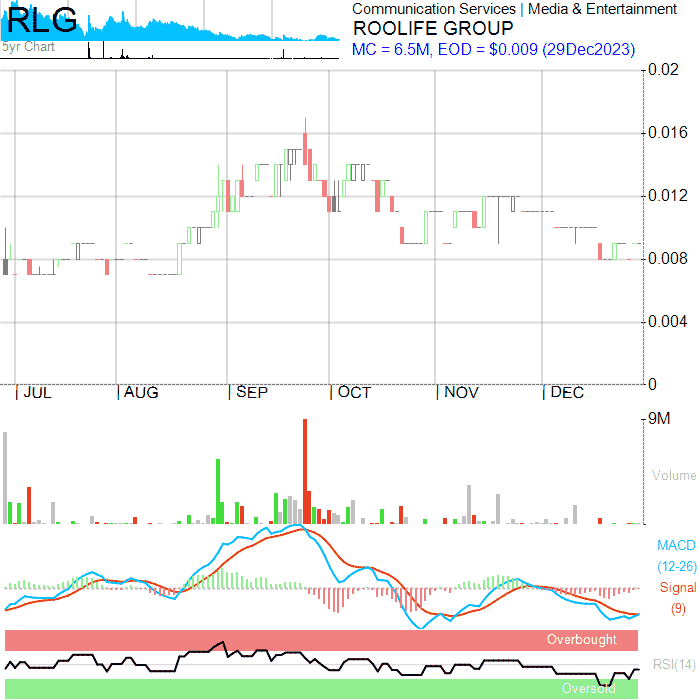 RLG
5yr Chart
Communication Services | Media & Entertainment
ROOLIFE GROUP
MC = 6.5M, EOD = $0.009 (29Dec2023)
0.02
0.016
0.012
0.008
0.004
0
JUL AUG SEP OCT NOV DEC
9M
Volume
MACD
(12-26)
Signal
(9)
Overbought
RSI(14)
Oversold